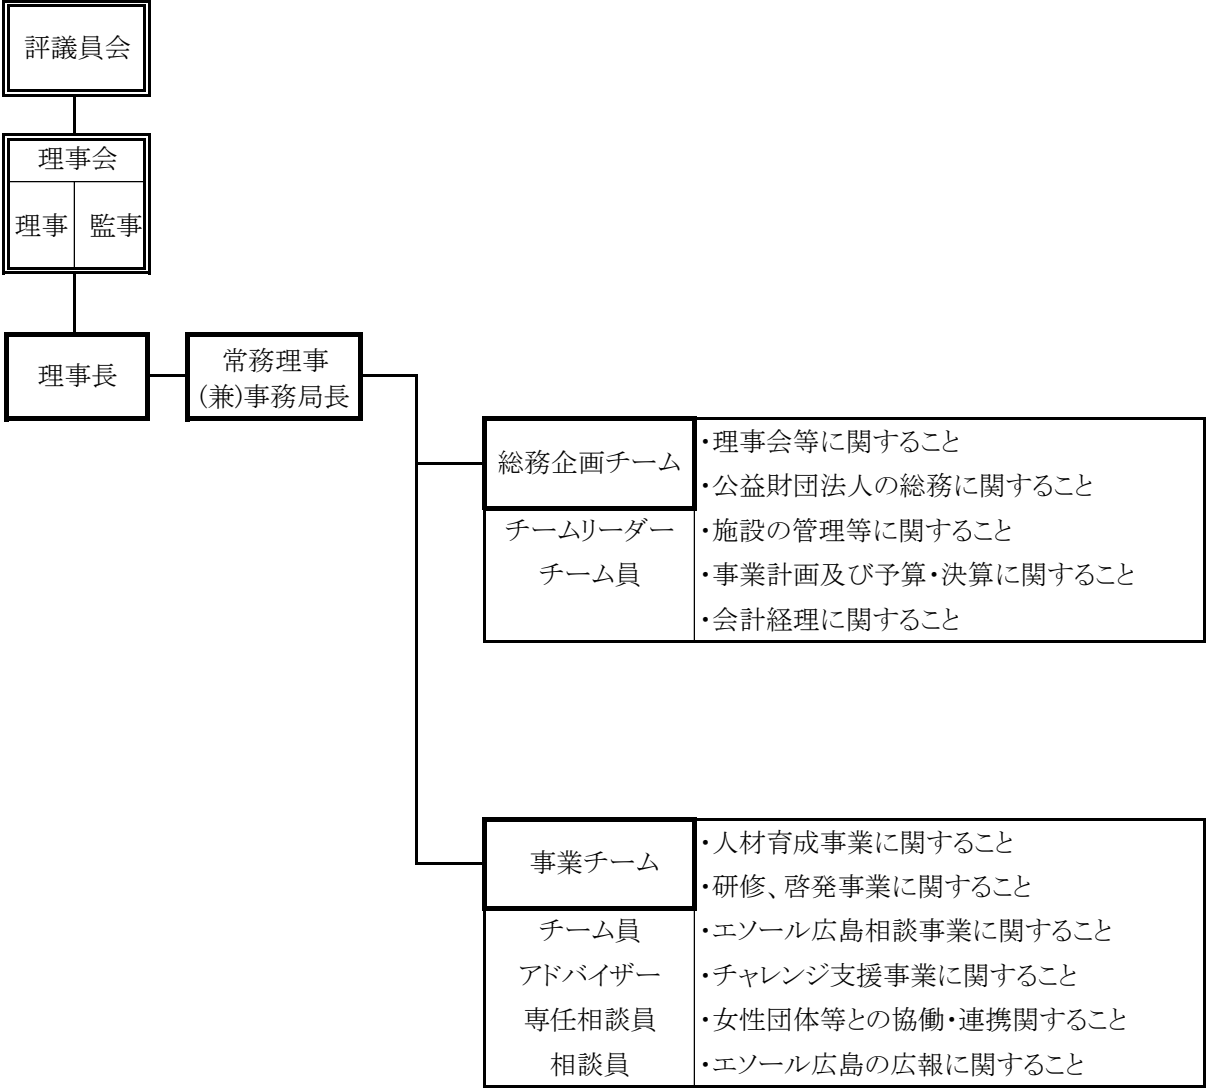 評議員会
理事会
理事 監事
理事長
常務理事
(兼)事務局長
総務企画チーム
チームリーダー
チーム員
・理事会等に関すること
・公益財団法人の総務に関すること
・施設の管理等に関すること
・事業計画及び予算・決算に関すること
・会計経理に関すること
事業チーム
チーム員
アドバイザー
専任相談員
相談員
・人材育成事業に関すること
・研修、啓発事業に関すること
・エソール広島相談事業に関すること
・チャレンジ支援事業に関すること
・女性団体等との協働・連携関すること
・エソール広島の広報に関すること